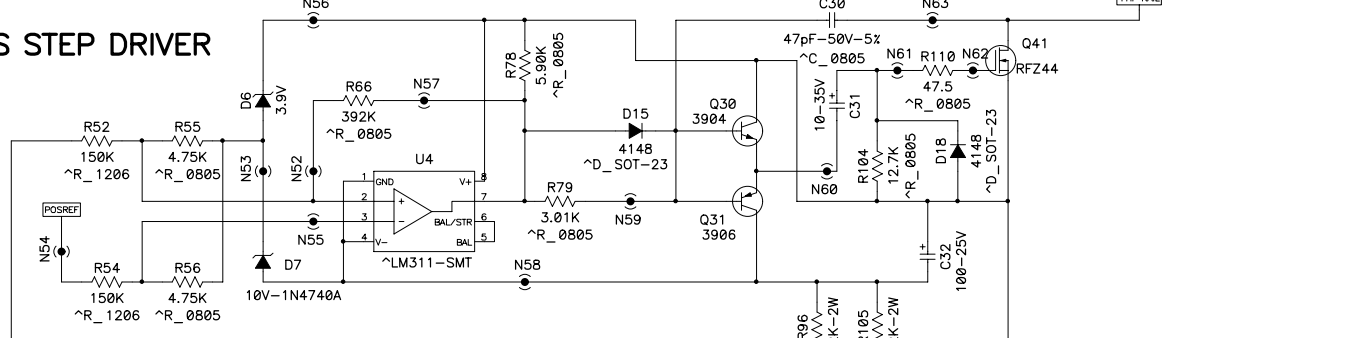 N56
C30
N63
S STEP DRIVER
47pF-50V-5%
^C_0805
Q41
RFZ44
R78
5.90K
^R_0805
N61
R110
N62
47.5
^R_0805
D6
3.9V
R66
N57
392K
^R_0805
10-35V
C31
D15
4148
^D_SOT-23
Q30
3904
R52
150K
^R_1206
R55
4.75K
^R_0805
N53
N52
U4
R104
12.7K
^R_0805
D18
4148
^D_SOT-23
1
GND
V+
8
2
+
7
3
-
BAL/STR
6
4
V-
BAL
5
^LM311-SMT
R79
3.01K
^R_0805
N59
N60
Q31
3906
POSREF
N54
N55
R54
150K
^R_1206
R56
4.75K
^R_0805
D7
10V-1N4740A
N58
+
C32
100-25V
R96
K-2W
R105
K-2W